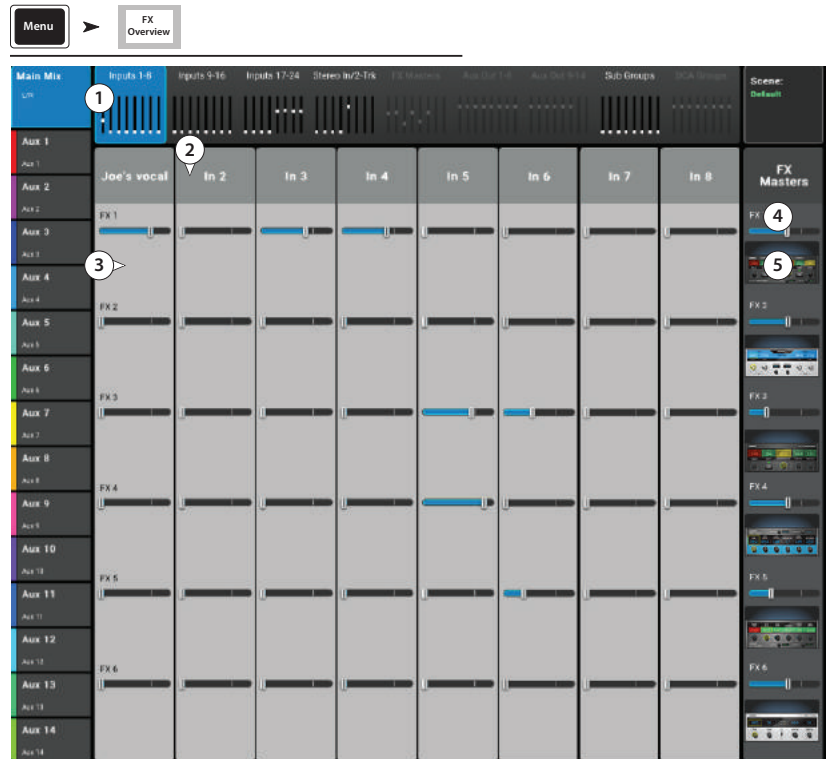 Menu
FX
Overview
Main Mix
L/R
Inputs 1-8
Inputs 9-16
Inputs 17-24
Stereo In/2-Trk
FX Masters
Aux Out 1-8
Aux Out 9-14
Sub Groups
DCA Groups
Scene:
Default
1
2
Joe's vocal
In 2
In 3
In 4
In 5
In 6
In 7
In 8
FX
Masters
Aux 1
Aux 1
Aux 2
Aux 2
Aux 3
Aux 3
Aux 4
Aux 4
Aux 5
Aux 5
Aux 6
Aux 6
Aux 7
Aux 7
Aux 8
Aux 8
Aux 9
Aux 9
Aux 10
Aux 10
Aux 11
Aux 11
Aux 12
Aux 12
Aux 13
Aux 13
Aux 14
Aux 14
FX 1
FX
4
3
5
FX 2
FX 2
FX 3
FX 3
FX 4
FX 4
FX 5
FX 5
FX 6
FX 6